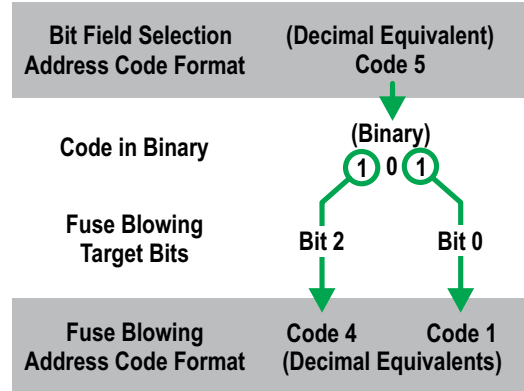 Bit Field Selection
Address Code Format
(Decimal Equivalent)
Code 5
Code in Binary
(Binary)
1 0 1
Fuse Blowing
Target Bits
Bit 2
Bit 0
Fuse Blowing
Address Code Format
Code 4
Code 1
(Decimal Equivalents)